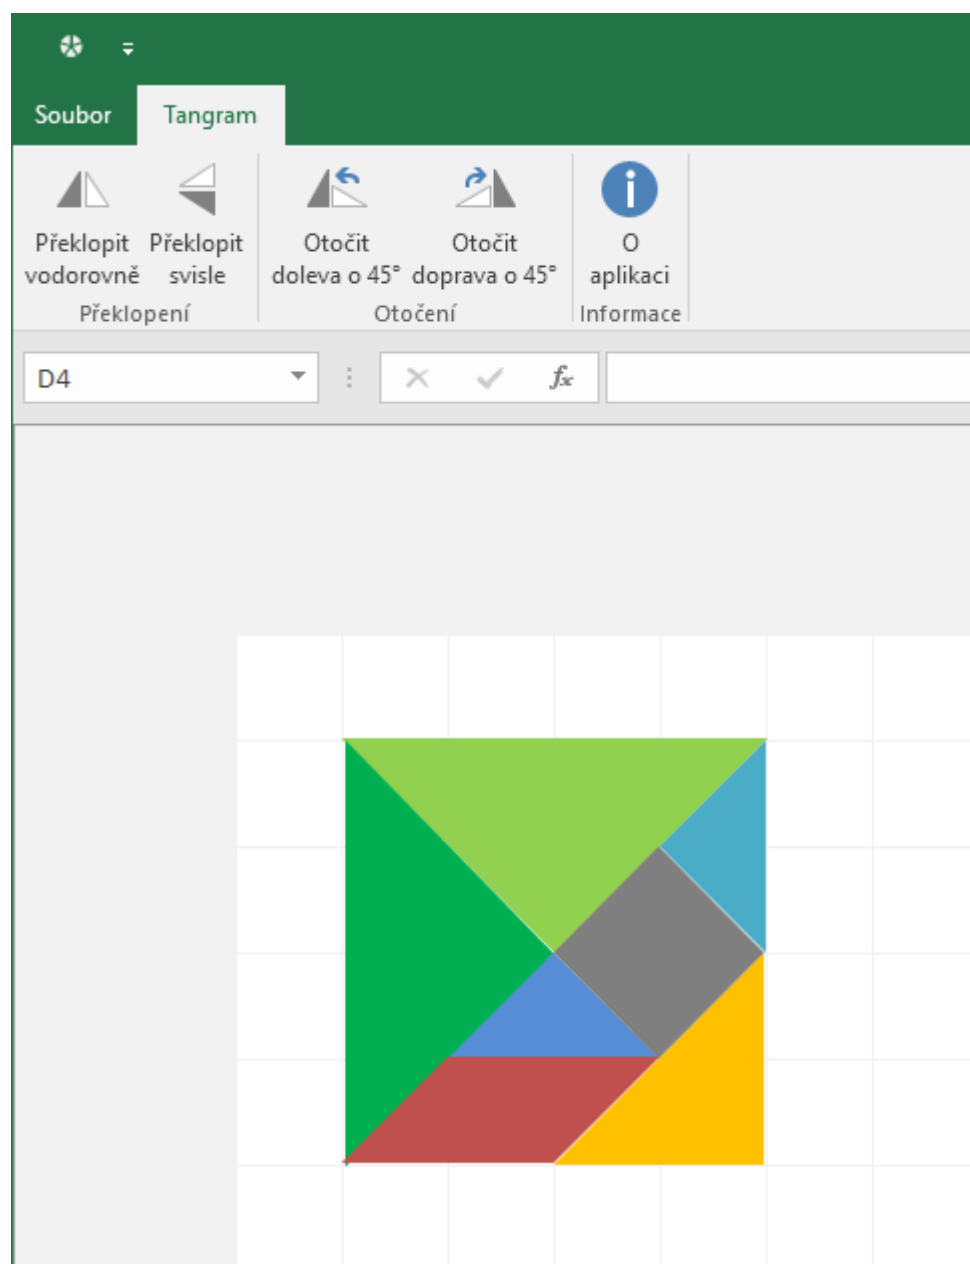 Soubor Tangram
Překlopit Překlopit Otočit Otočit O
vodorovně svisle doleva o 45° doprava o 45° aplikaci
Překlopení Otočení Informace
D4 fx